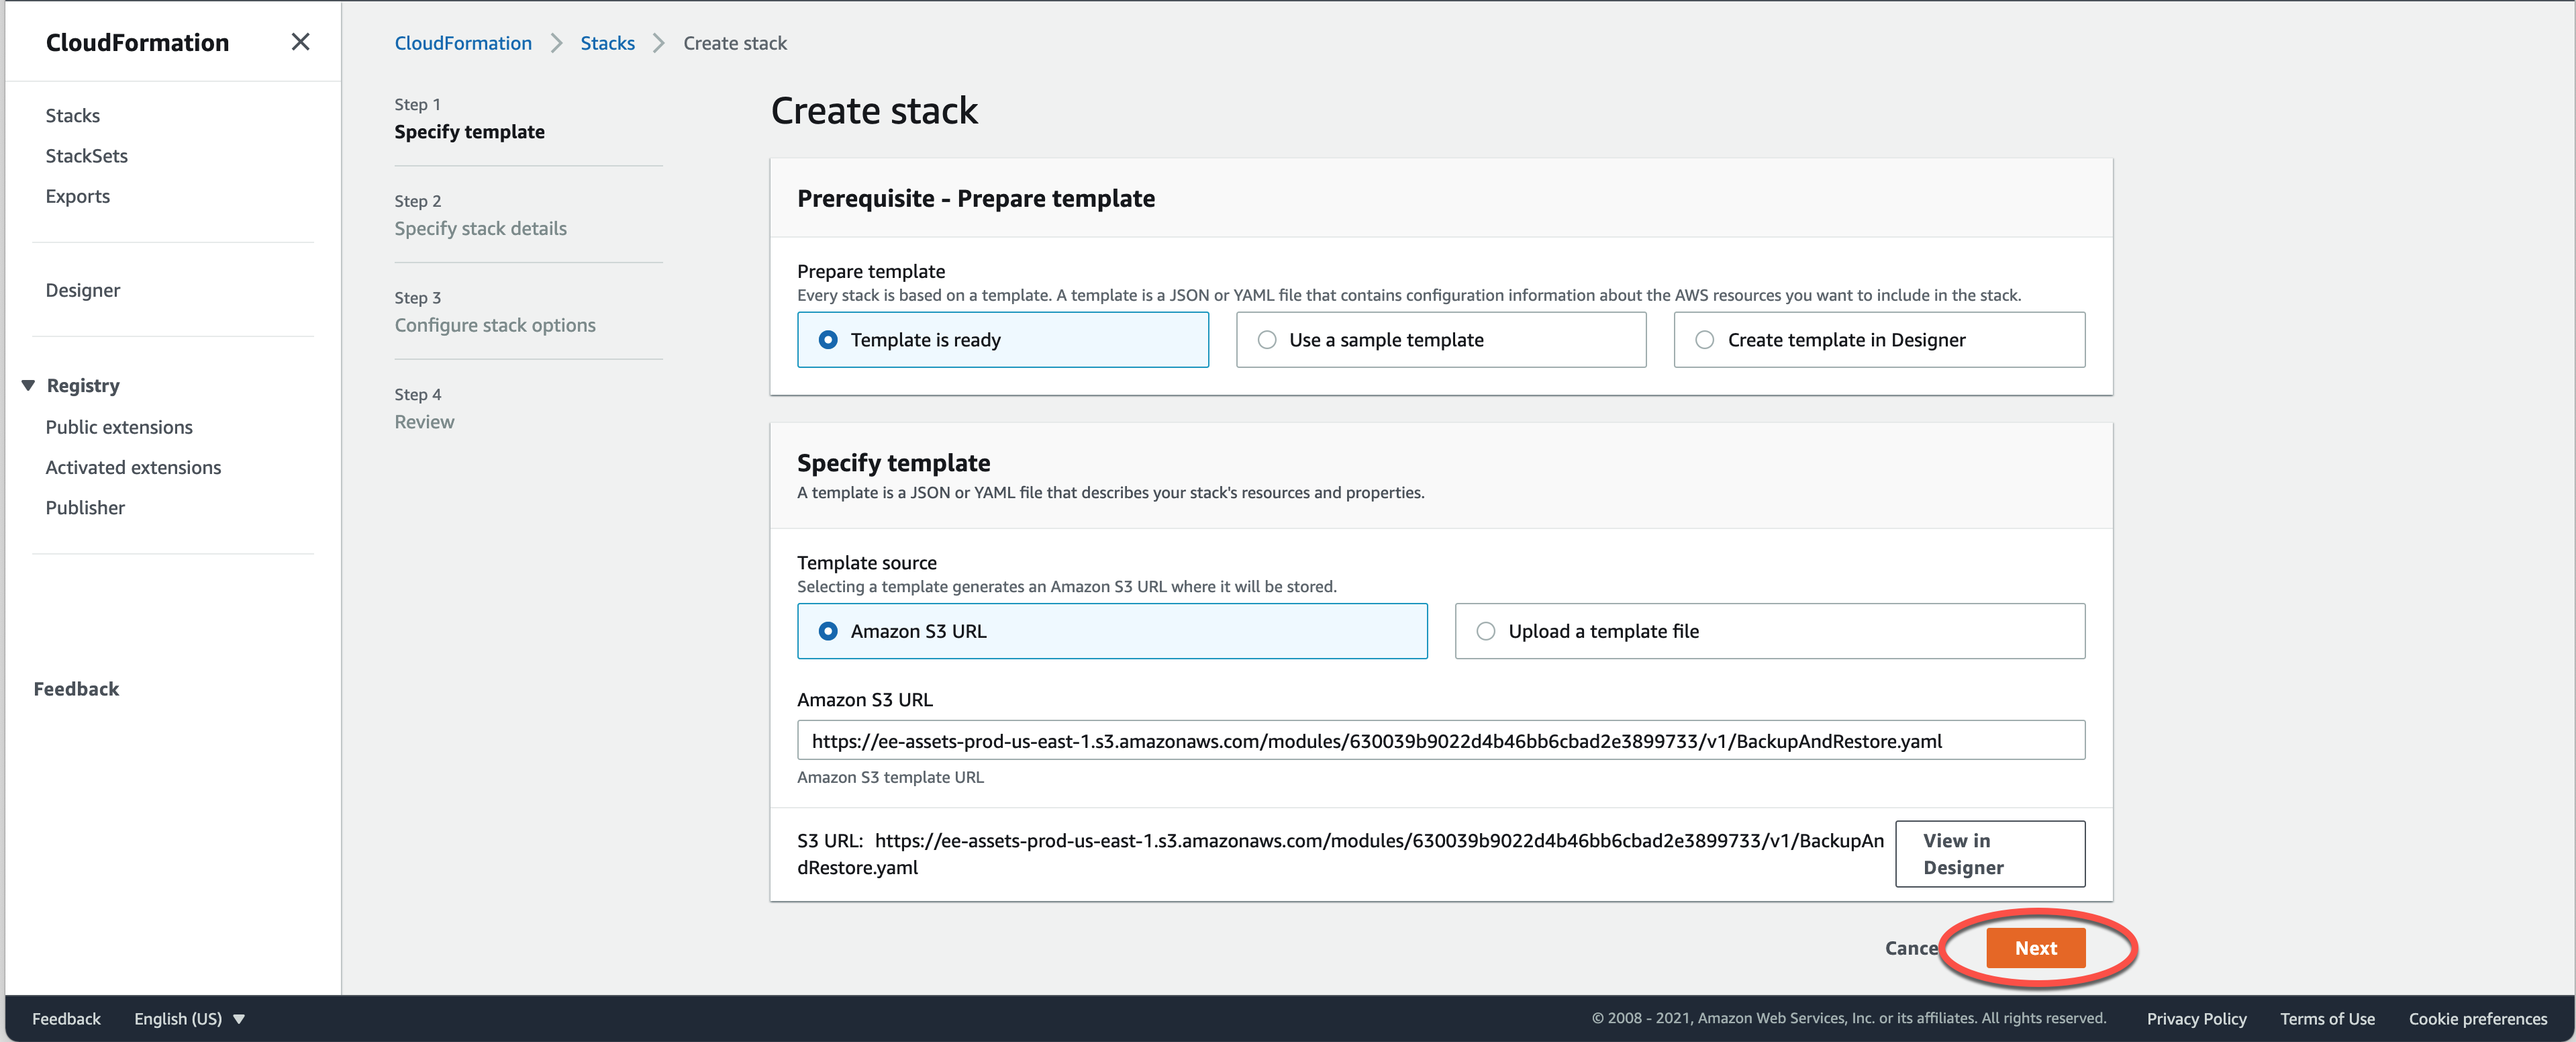 CloudFormation
Stacks
StackSets
Exports
Designer
Registry
Public extensions
Activated extensions
Publisher
Feedback
CloudFormation > Stacks > Create stack
Step 1
Specify template
Step 2
Specify stack details
Step 3
Configure stack options
Step 4
Review
Create stack
Prerequisite - Prepare template
Prepare template
Every stack is based on a template. A template is a JSON or YAML file that contains configuration information about the AWS resources you want to include in the stack.
Template is ready
Use a sample template
Create template in Designer
Specify template
A template is a JSON or YAML file that describes your stack's resources and properties.
Template source
Selecting a template generates an Amazon S3 URL where it will be stored.
Amazon S3 URL
Upload a template file
Amazon S3 URL
https://ee-assets-prod-us-east-1.s3.amazonaws.com/modules/630039b9022d4b46bb6cbad2e3899733/v1/BackupAndRestore.yaml
Amazon S3 template URL
S3 URL: https://ee-assets-prod-us-east-1.s3.amazonaws.com/modules/630039b9022d4b46bb6cbad2e3899733/v1/BackupAn
dRestore.yaml
View in
Designer
Cance
Next
Feedback
English (US)
© 2008 - 2021, Amazon Web Services, Inc. or its affiliates. All rights reserved.
Privacy Policy
Terms of Use
Cookie preferences